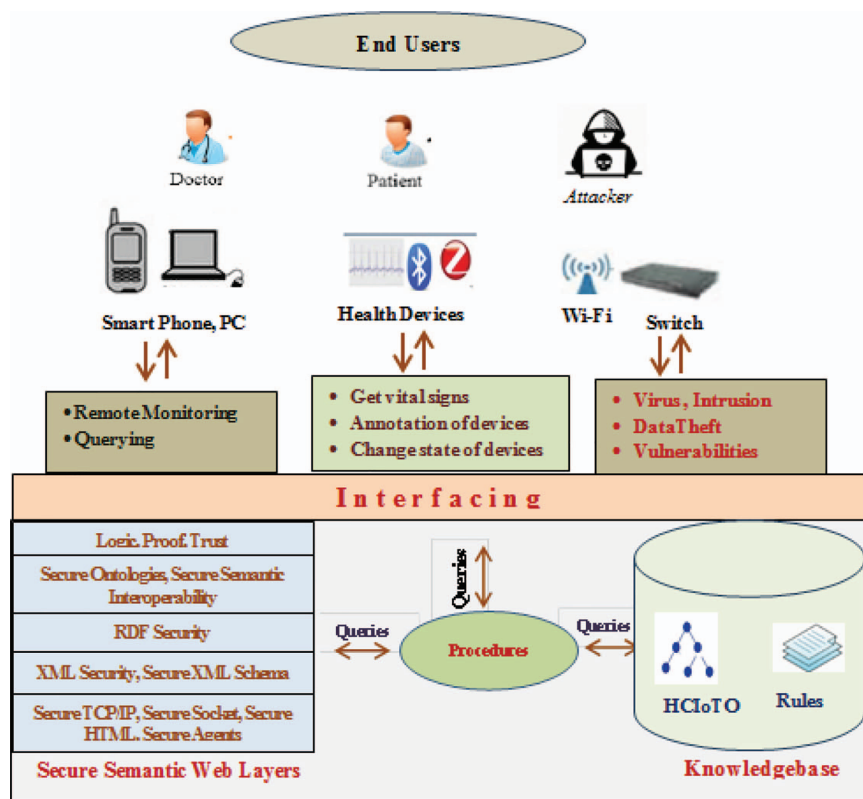 End Users
Doctor
Patient
Attacker
Smart Phone, PC
Health Devices
Wi-Fi
Switch
• Remote Monitoring
• Querying
• Get vital signs
• Annotation of devices
• Change state of devices
• Virus , Intrusion
• Data Theft
• Vulnerabilities
Interfacing
Logic. Proof. Trust
Secure Ontologies, Secure Semantic
Interoperability
RDF Security
XML Security, Secure XML Schema
Secure TCP/IP, Secure Socket, Secure
HTML. Secure Agents
Secure Semantic Web Layers
Queries
Queries
Procedures
Queries
HCIoTO
Rules
Knowledgebase